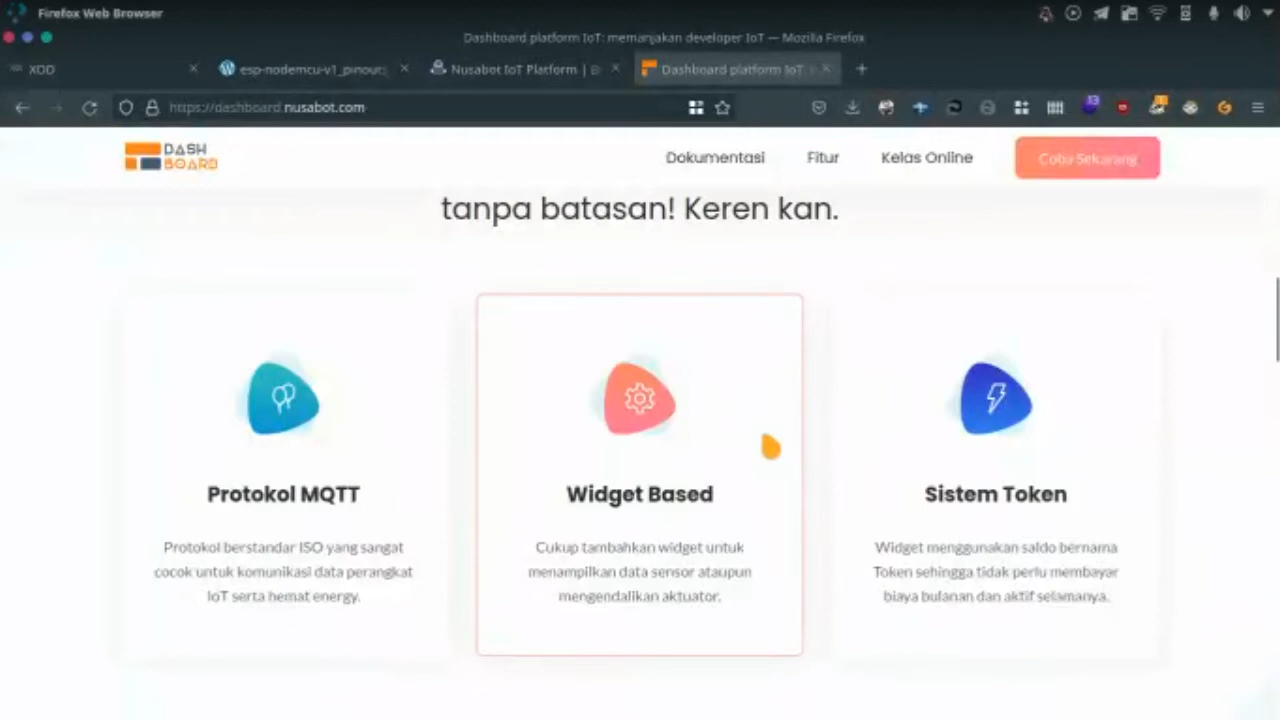 Firefox Web Browser
Dashboard platform IoT: memanjakan developer IoT — Mozilla Firefox
XOD
esp-nodemcu-v1_pinout:
Nusabot IoT Platform |
Dashboard platform IoT
https://dashboard.nusabot.com
DASH
BOARD
Dokumentasi
Fitur
Kelas Online
Coba Sekarang
tanpa batasan! Keren kan.
Protokol MQTT
Protokol berstandar ISO yang sangat
cocok untuk komunikasi data perangkat
IoT serta hemat energy.
Widget Based
Cukup tambahkan widget untuk
menampilkan data sensor ataupun
mengendalikan aktuator.
Sistem Token
Widget menggunakan saldo bernama
Token sehingga tidak perlu membayar
biaya bulanan dan aktif selamanya.